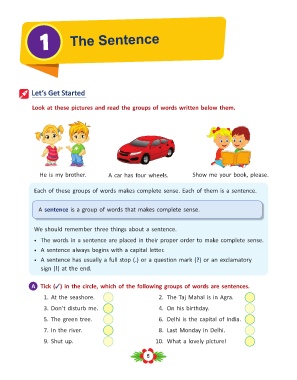 1
The Sentence
Let's Get Started
Look at these pictures and read the groups of words written below them.
He is my brother. A car has four wheels. Show me your book, please.
Each of these groups of words makes complete sense. Each of them is a sentence.
A sentence is a group of words that makes complete sense.
We should remember three things about a sentence.
• The words in a sentence are placed in their proper order to make complete sense.
• A sentence always begins with a capital letter.
• A sentence has usually a full stop (.) or a question mark (?) or an exclamatory
sign (!) at the end.
A Tick (✓) in the circle, which of the following groups of words are sentences.
1. At the seashore. 2. The Taj Mahal is in Agra.
3. Don't disturb me. 4. On his birthday.
5. The green tree. 6. Delhi is the capital of India.
7. In the river. 8. Last Monday in Delhi.
9. Shut up. 10. What a lovely picture!